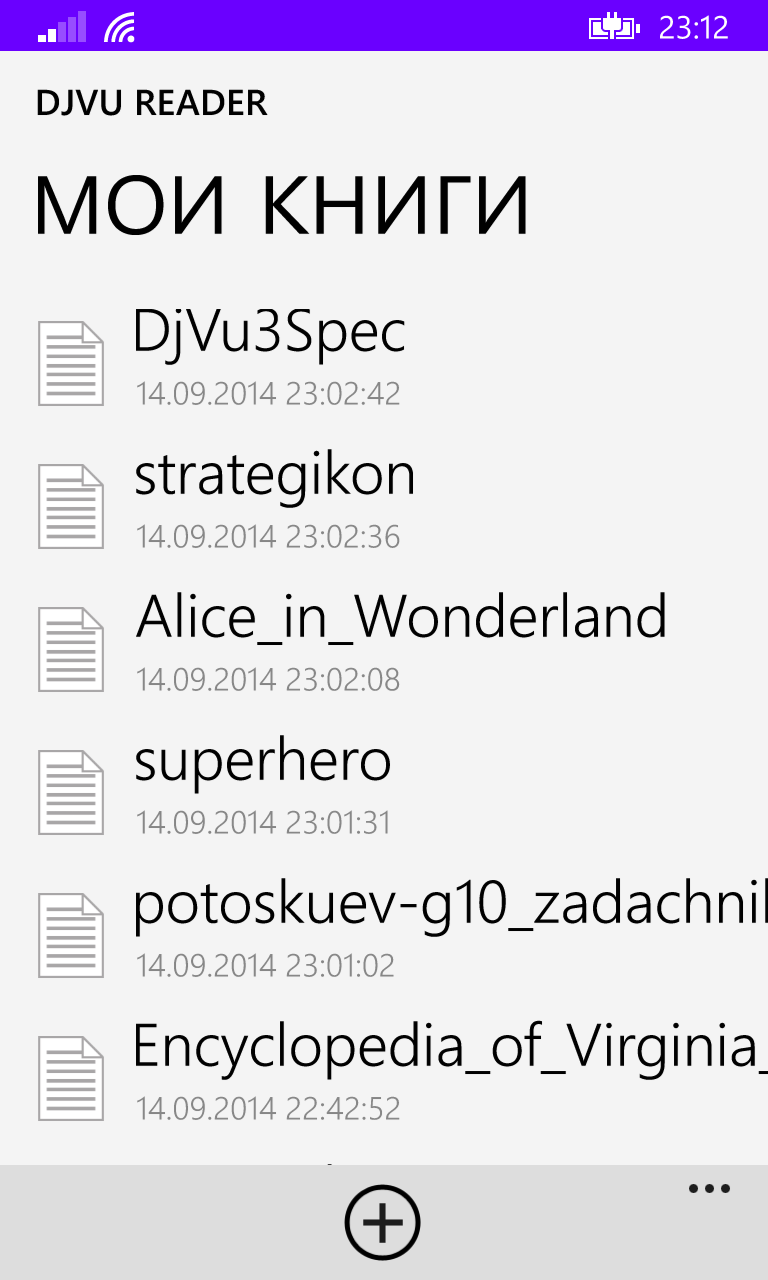 23:12
DJVU READER
МОИ КНИГИ
DjVu3Spec
14.09.2014 23:02:42
strategikon
14.09.2014 23:02:36
Alice_in_Wonderland
14.09.2014 23:02:08
superhero
14.09.2014 23:01:31
potoskuev-g10_zadachnik
14.09.2014 23:01:02
Encyclopedia_of_Virginia_
14.09.2014 22:42:52